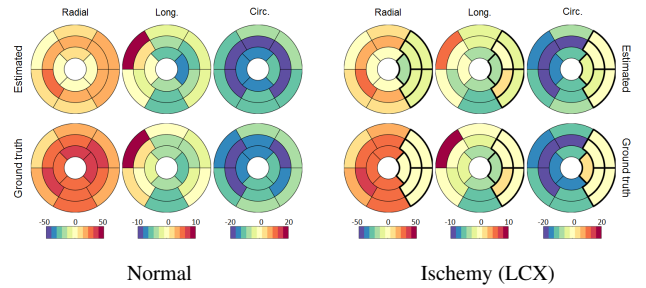 Radial Long. Circ. Radial Long. Circ.
Estimated Estimated
Ground truth Ground truth
-50 0 50 -10 0 10 -20 0 20 -50 0 50 -10 0 10 -20 0 20
Normal Ischemy (LCX)